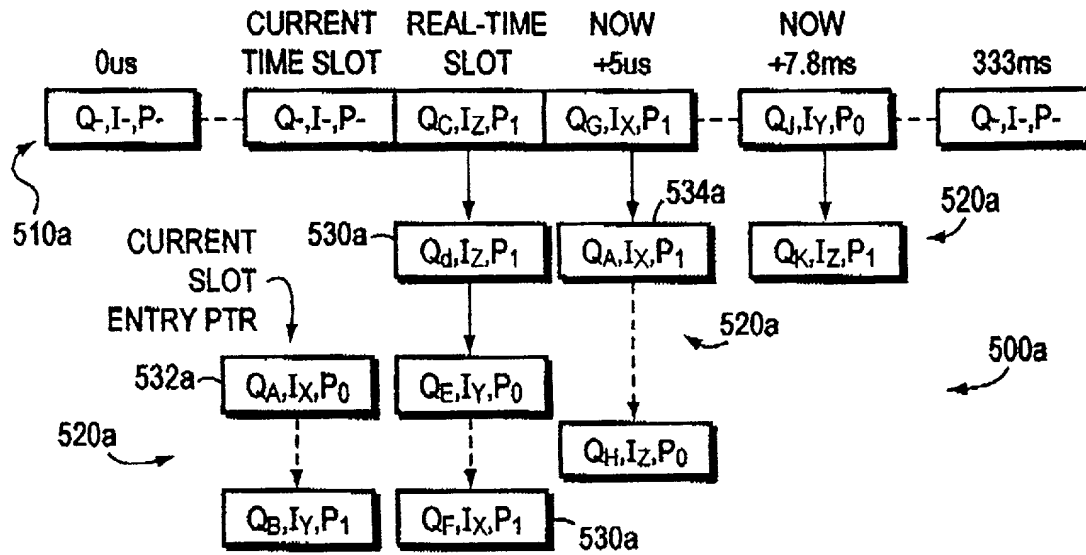 CURRENT REAL-TIME NOW NOW
0us TIME SLOT SLOT +5us +7.8ms 333ms
Q-,I-,P- Q-,I-,P- QC,IZ,P1 QG,IX,P1 QJ,IY,P0 Q-,I-,P-
510a
530a
534a
520a
Qd,IZ,P1 QA,IX,P1 QK,IZ,P1
CURRENT
SLOT
ENTRY PTR
520a
500a
532a
QA,IX,P0 QE,IY,P0
520a
QH,IZ,P0
QB,IY,P1 QF,IX,P1
530a